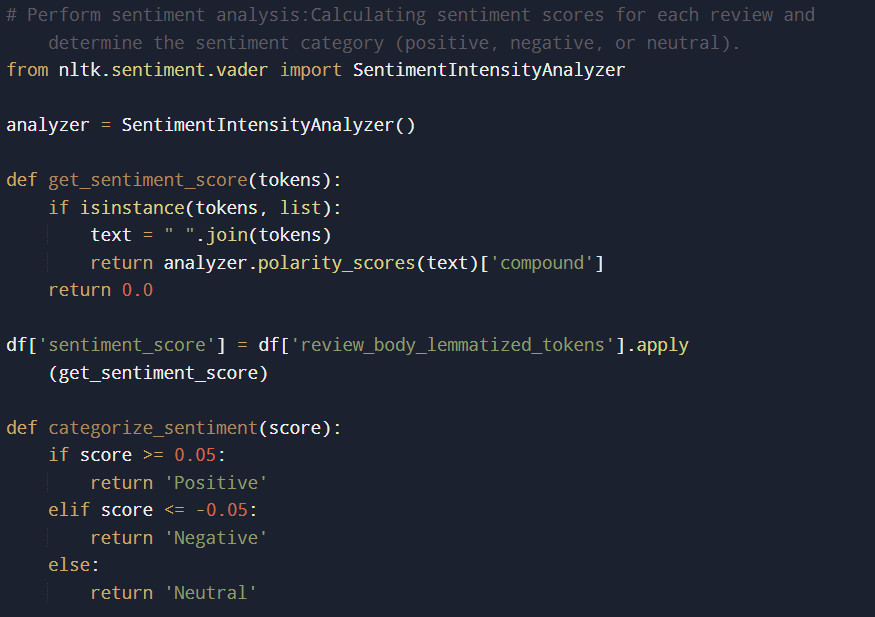 # Perform sentiment analysis:Calculating sentiment scores for each review and
    determine the sentiment category (positive, negative, or neutral).
from nltk.sentiment.vader import SentimentIntensityAnalyzer

analyzer = SentimentIntensityAnalyzer()

def get_sentiment_score(tokens):
    if isinstance(tokens, list):
        text = " ".join(tokens)
        return analyzer.polarity_scores(text)['compound']
    return 0.0

df['sentiment_score'] = df['review_body_lemmatized_tokens'].apply
    (get_sentiment_score)

def categorize_sentiment(score):
    if score >= 0.05:
        return 'Positive'
    elif score <= -0.05:
        return 'Negative'
    else:
        return 'Neutral'